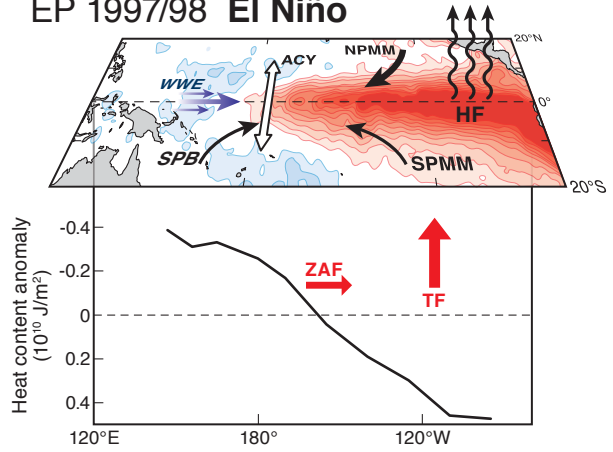 EP 1997/98 El Niño
20°N
NPMM
ACY
WWE
0°
HF
SPB
SPMM
20°S
Heat content anomaly
(10¹⁰ J/m²)
-0.4
-0.2
0
0.2
0.4
ZAF
TF
120°E
180°
120°W